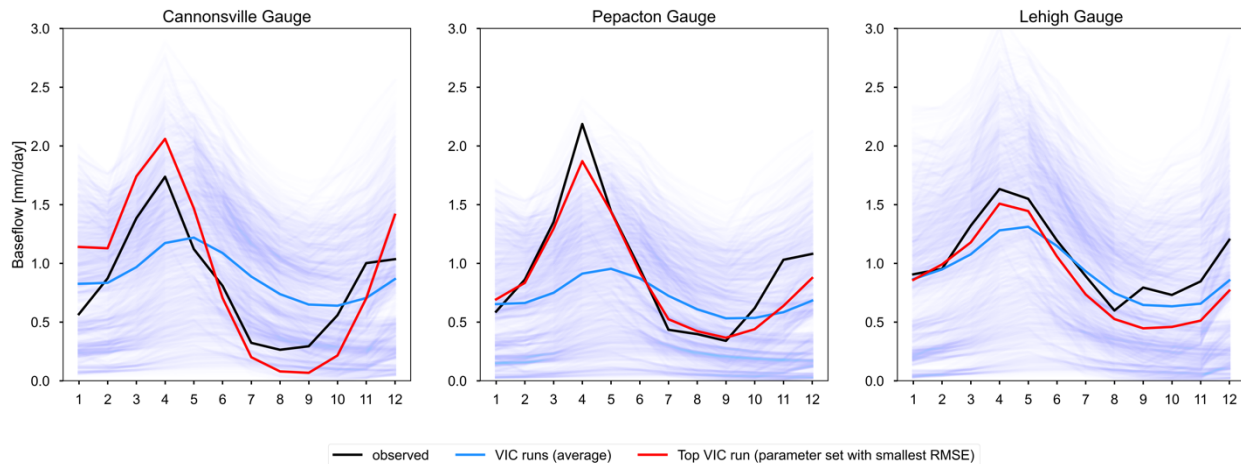 Cannonsville Gauge
Pepacton Gauge
Lehigh Gauge
Baseflow [mm/day]
3.0
2.5
2.0
1.5
1.0
0.5
0.0
1 2 3 4 5 6 7 8 9 10 11 12
3.0
2.5
2.0
1.5
1.0
0.5
0.0
1 2 3 4 5 6 7 8 9 10 11 12
3.0
2.5
2.0
1.5
1.0
0.5
0.0
1 2 3 4 5 6 7 8 9 10 11 12
observed
VIC runs (average)
Top VIC run (parameter set with smallest RMSE)